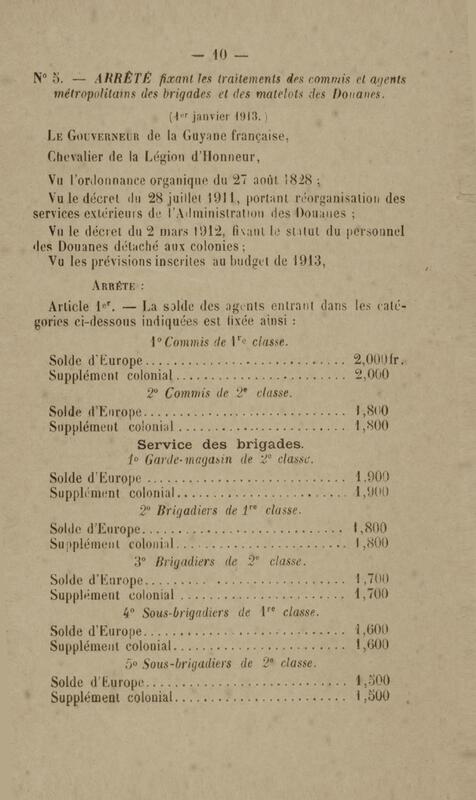 — 10 —
N° 5. — ARRÊTÉ fixant les traitements des commis et agents
métropolitains des brigades et des matelots des Douanes.
(1er janvier 1913.)
LE GOUVERNEUR de la Guyane française,
Chevalier de la Légion d'Honneur,
Vu l'ordonnance organique du 27 août 1828 ;
Vu le décret du 28 juillet 1911, portant réorganisation des
services extérieurs de l'Administration des Douanes ;
Vu le décret du 2 mars 1912, fixant le statut du personnel
des Douanes détaché aux colonies ;
Vu les prévisions inscrites au budget de 1913,
ARRÊTE :
Article 1er. — La solde des agents entrant dans les caté-
gories ci-dessous indiquées est fixée ainsi :
1° Commis de 1re classe.
Solde d'Europe........................... 2,000 fr.
Supplément colonial....................... 2,000
2° Commis de 2e classe.
Solde d'Europe........................... 1,800
Supplément colonial....................... 1,800
Service des brigades.
1° Garde-magasin de 2e classe.
Solde d'Europe........................... 1,900
Supplément colonial....................... 1,900
2° Brigadiers de 1re classe.
Solde d'Europe........................... 1,800
Supplément colonial....................... 1,800
3° Brigadiers de 2e classe.
Solde d'Europe........................... 1,700
Supplément colonial....................... 1,700
4° Sous-brigadiers de 1re classe.
Solde d'Europe........................... 1,600
Supplément colonial....................... 1,600
5° Sous-brigadiers de 2e classe.
Solde d'Europe........................... 1,500
Supplément colonial....................... 1,500